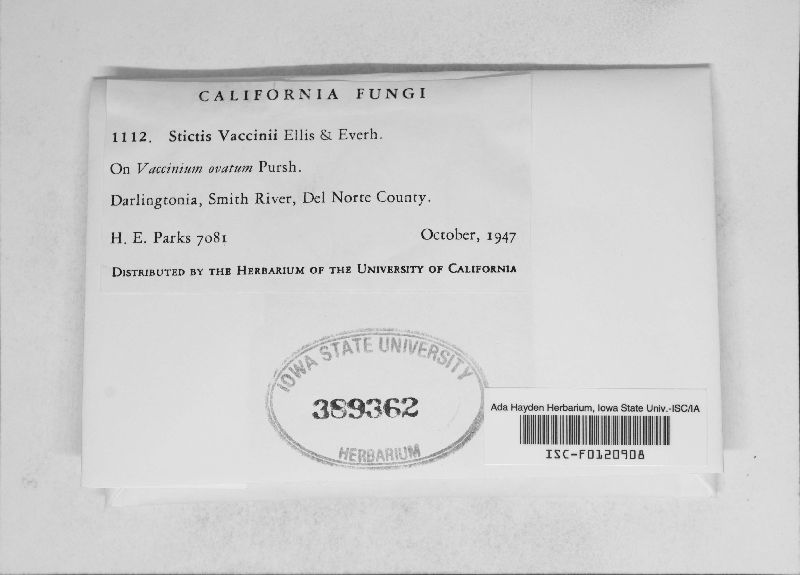 CALIFORNIA FUNGI
1112. Stictis Vaccinii Ellis & Everh.
On Vaccinium ovatum Pursh.
Darlingtonia, Smith River, Del Norte County.
H. E. Parks 7081 October, 1947
DISTRIBUTED BY THE HERBARIUM OF THE UNIVERSITY OF CALIFORNIA
IOWA STATE UNIVERSITY
389362
HERBARIUM
Ada Hayden Herbarium, Iowa State Univ.-ISC/IA
ISC-F0120908